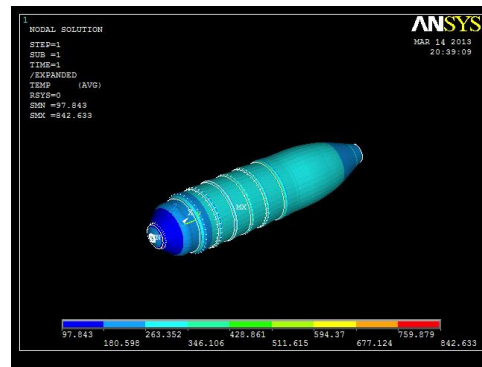 1
NODAL SOLUTION
ANSYS
MAR 14 2013
20:39:09
STEP=1
SUB =1
TIME=1
/EXPANDED
TEMP (AVG)
RSYS=0
SMN =97.843
SMX =842.633
MX
97.843 263.352 428.861 594.37 759.879
180.598 346.106 511.615 677.124 842.633